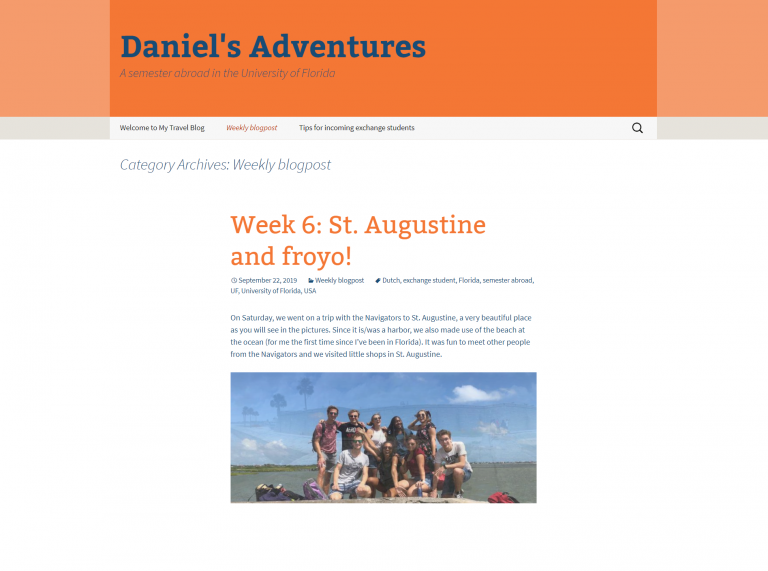 Daniel's Adventures
A semester abroad in the University of Florida
Welcome to My Travel Blog
Weekly blogpost
Tips for incoming exchange students
Category Archives: Weekly blogpost
Week 6: St. Augustine
and froyo!
September 22, 2019 Weekly blogpost Dutch, exchange student, Florida, semester abroad,
UF, University of Florida, USA
On Saturday, we went on a trip with the Navigators to St. Augustine, a very beautiful place
as you will see in the pictures. Since it is/was a harbor, we also made use of the beach at
the ocean (for me the first time since I've been in Florida). It was fun to meet other people
from the Navigators and we visited little shops in St. Augustine.